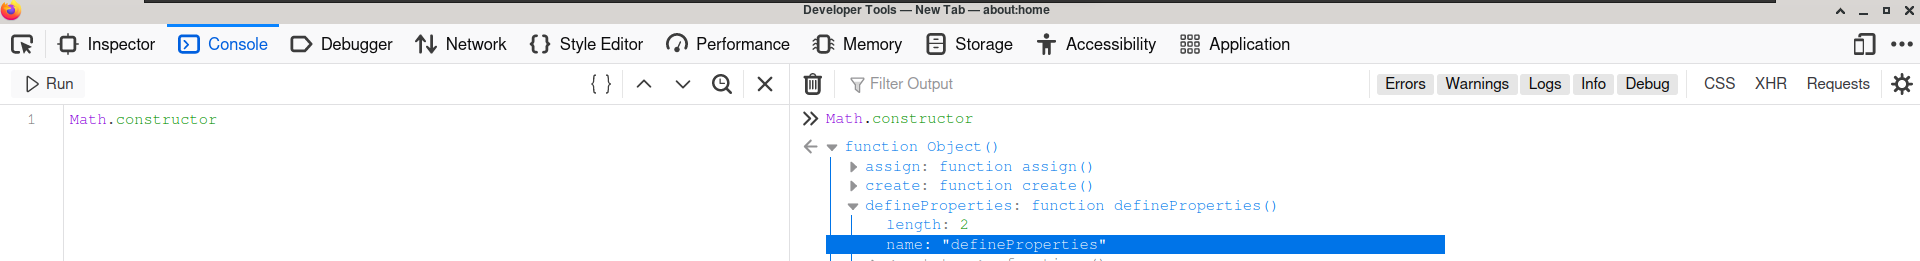 Developer Tools — New Tab — about:home
Inspector Console Debugger Network Style Editor Performance Memory Storage Accessibility Application
Run { } Filter Output Errors Warnings Logs Info Debug CSS XHR Requests
1 Math.constructor
Math.constructor
function Object()
assign: function assign()
create: function create()
defineProperties: function defineProperties()
length: 2
name: "defineProperties"